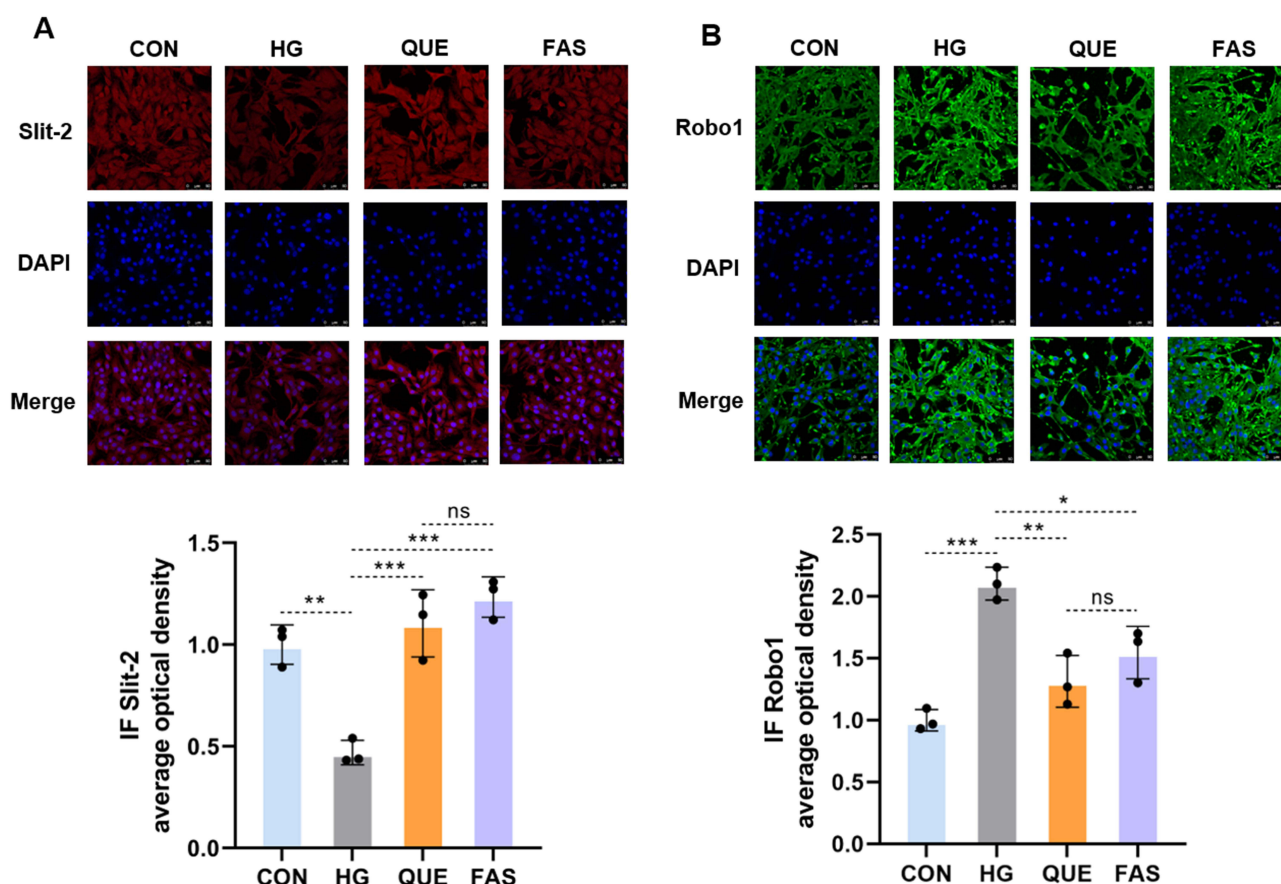 A
CON HG QUE FAS
Slit-2
DAPI
Merge
ns
***
***
**
IF Slit-2
average optical density
1.5
1.0
0.5
0.0
CON HG QUE FAS
B
CON HG QUE FAS
Robo1
DAPI
Merge
*
**
***
ns
IF Robo1
average optical density
2.5
2.0
1.5
1.0
0.5
0.0
CON HG QUE FAS